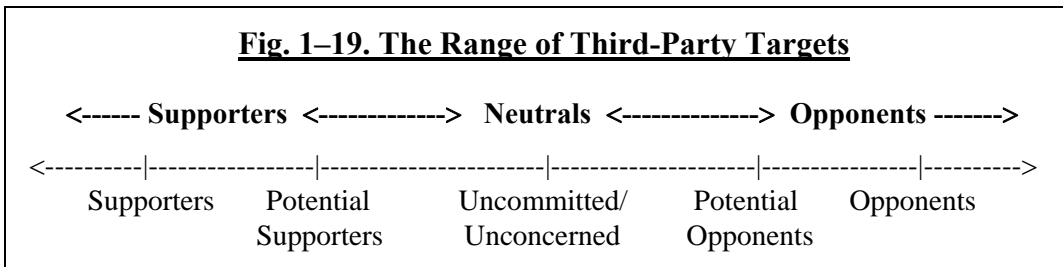 Fig. 1–19. The Range of Third-Party Targets
<------ Supporters <-------------> Neutrals <--------------> Opponents ------->
<----------|-----------------|-----------------------|---------------------|----------------|---------->
Supporters Potential Uncommitted/ Potential Opponents
Supporters Unconcerned Opponents